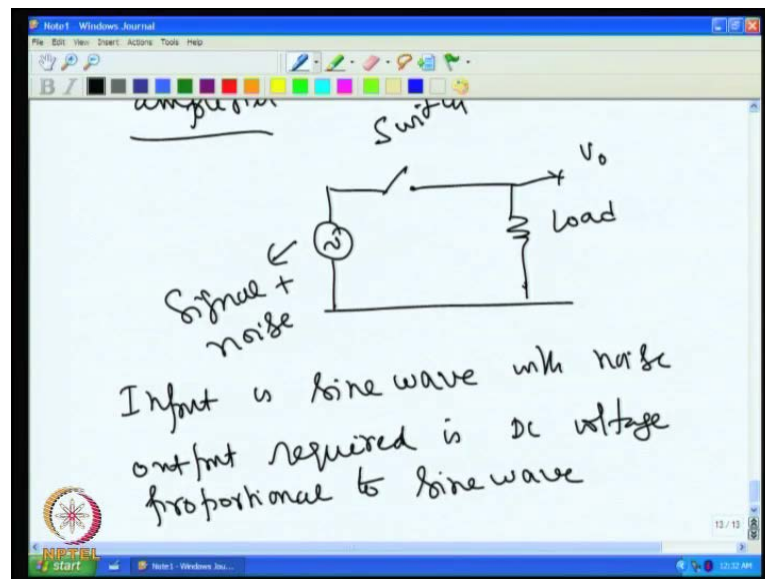 Note1 - Windows Journal
File Edit View Insert Actions Tools Help
B I
Switch
V0
Load
Signal +
noise
Input is sine wave with noise
output required is DC voltage
proportional to sine wave
13 / 13
NPTEL
start
Note1 - Windows Jou...
12:32 AM